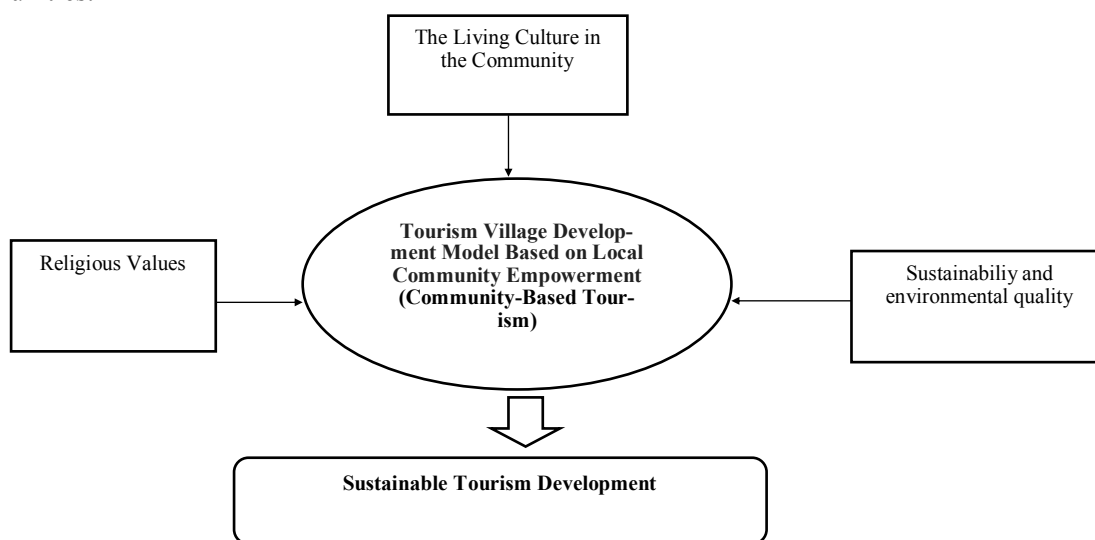 The Living Culture in
the Community
Tourism Village Develop-
ment Model Based on Local
Community Empowerment
(Community-Based Tour-
ism)
Religious Values
Sustainabiliy and
environmental quality
Sustainable Tourism Development